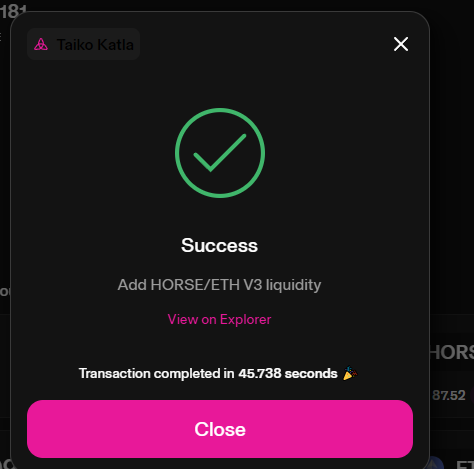 181
Taiko Katla
Success
Add HORSE/ETH V3 liquidity
View on Explorer
Transaction completed in 45.738 seconds 🎉
HORS
87.52
Close
ET